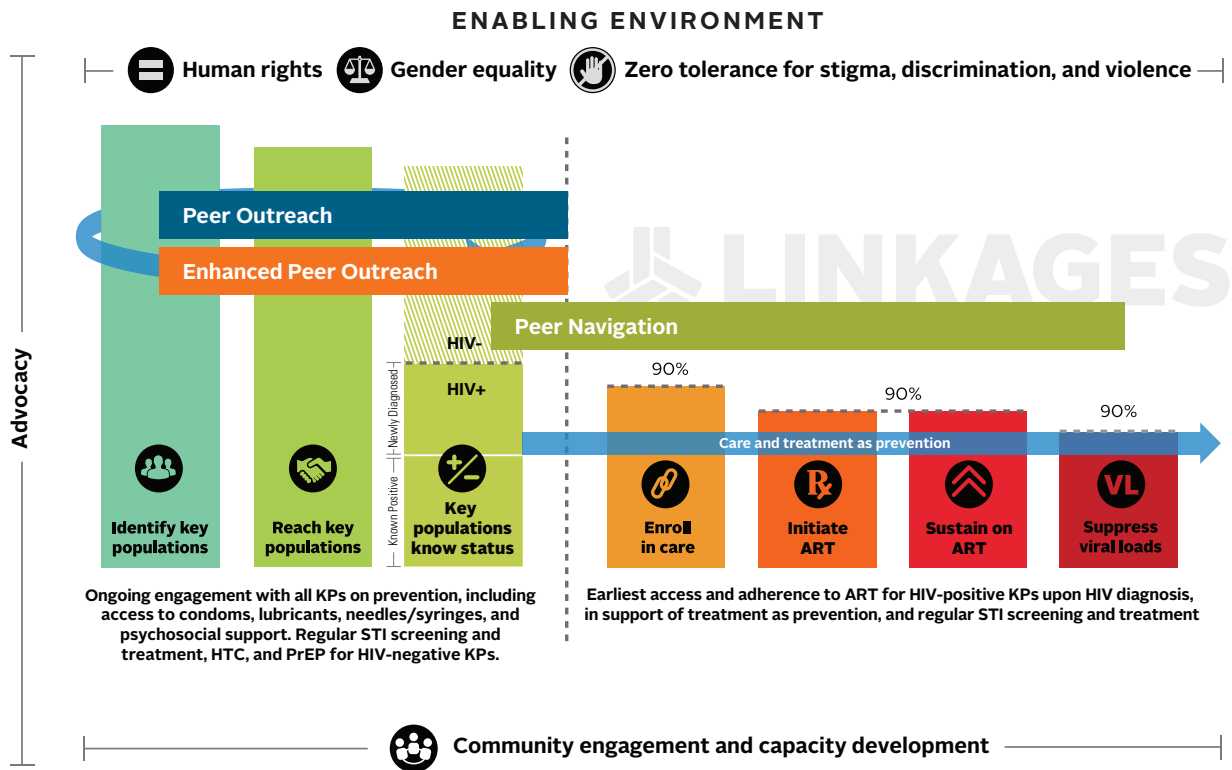 ENABLING ENVIRONMENT
Human rights
Gender equality
Zero tolerance for stigma, discrimination, and violence
Advocacy
Peer Outreach
Enhanced Peer Outreach
LINKAGES
Peer Navigation
HIV-
HIV+
Newly Diagnosed
Known Positive
90%
90%
90%
Care and treatment as prevention
+/-
Rx
VL
Identify key
populations
Reach key
populations
Key
populations
know status
Enroll
in care
Initiate
ART
Sustain on
ART
Suppress
viral loads
Ongoing engagement with all KPs on prevention, including
access to condoms, lubricants, needles/syringes, and
psychosocial support. Regular STI screening and
treatment, HTC, and PrEP for HIV-negative KPs.
Earliest access and adherence to ART for HIV-positive KPs upon HIV diagnosis,
in support of treatment as prevention, and regular STI screening and treatment
Community engagement and capacity development